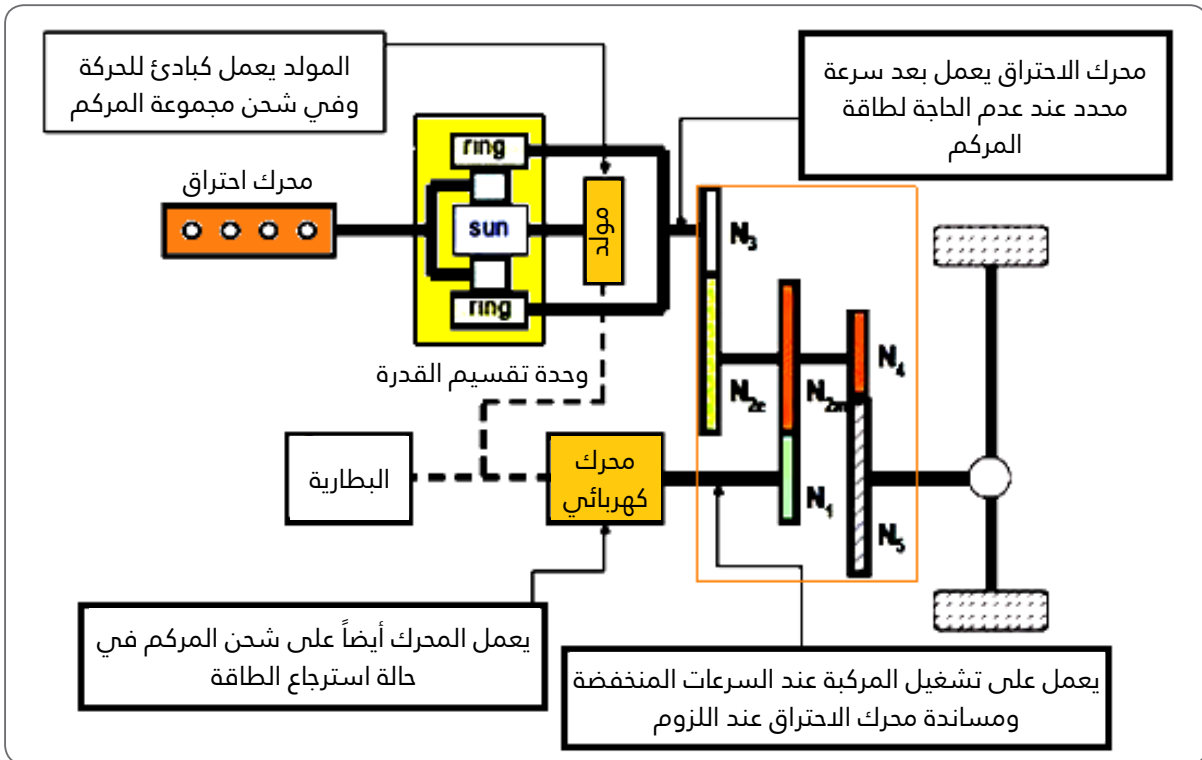 المولد يعمل كبادئ للحركة
وفي شحن مجموعة المركم
محرك الاحتراق يعمل بعد سرعة
محدد عند عدم الحاجة لطاقة
المركم
محرك احتراق
ring
sun
ring
مولد
وحدة تقسيم القدرة
N3
N2c
N2m
N4
N1
N5
البطارية
محرك
كهربائي
يعمل المحرك أيضاً على شحن المركم في
حالة استرجاع الطاقة
يعمل على تشغيل المركبة عند السرعات المنخفضة
ومساندة محرك الاحتراق عند اللزوم